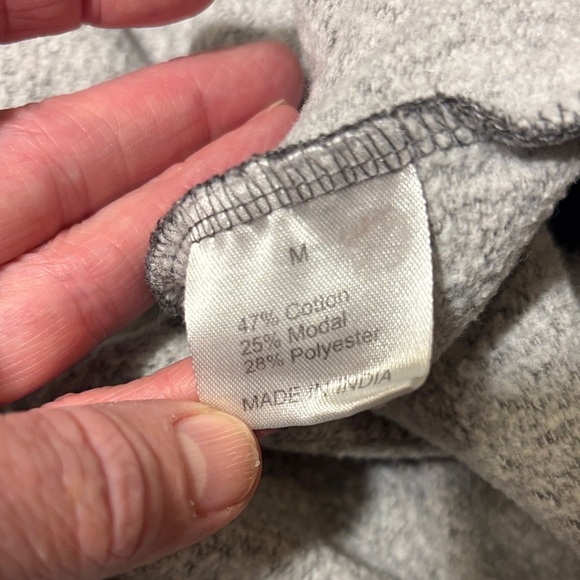 M
47% Cotton
25% Modal
28% Polyester
MADE IN INDIA